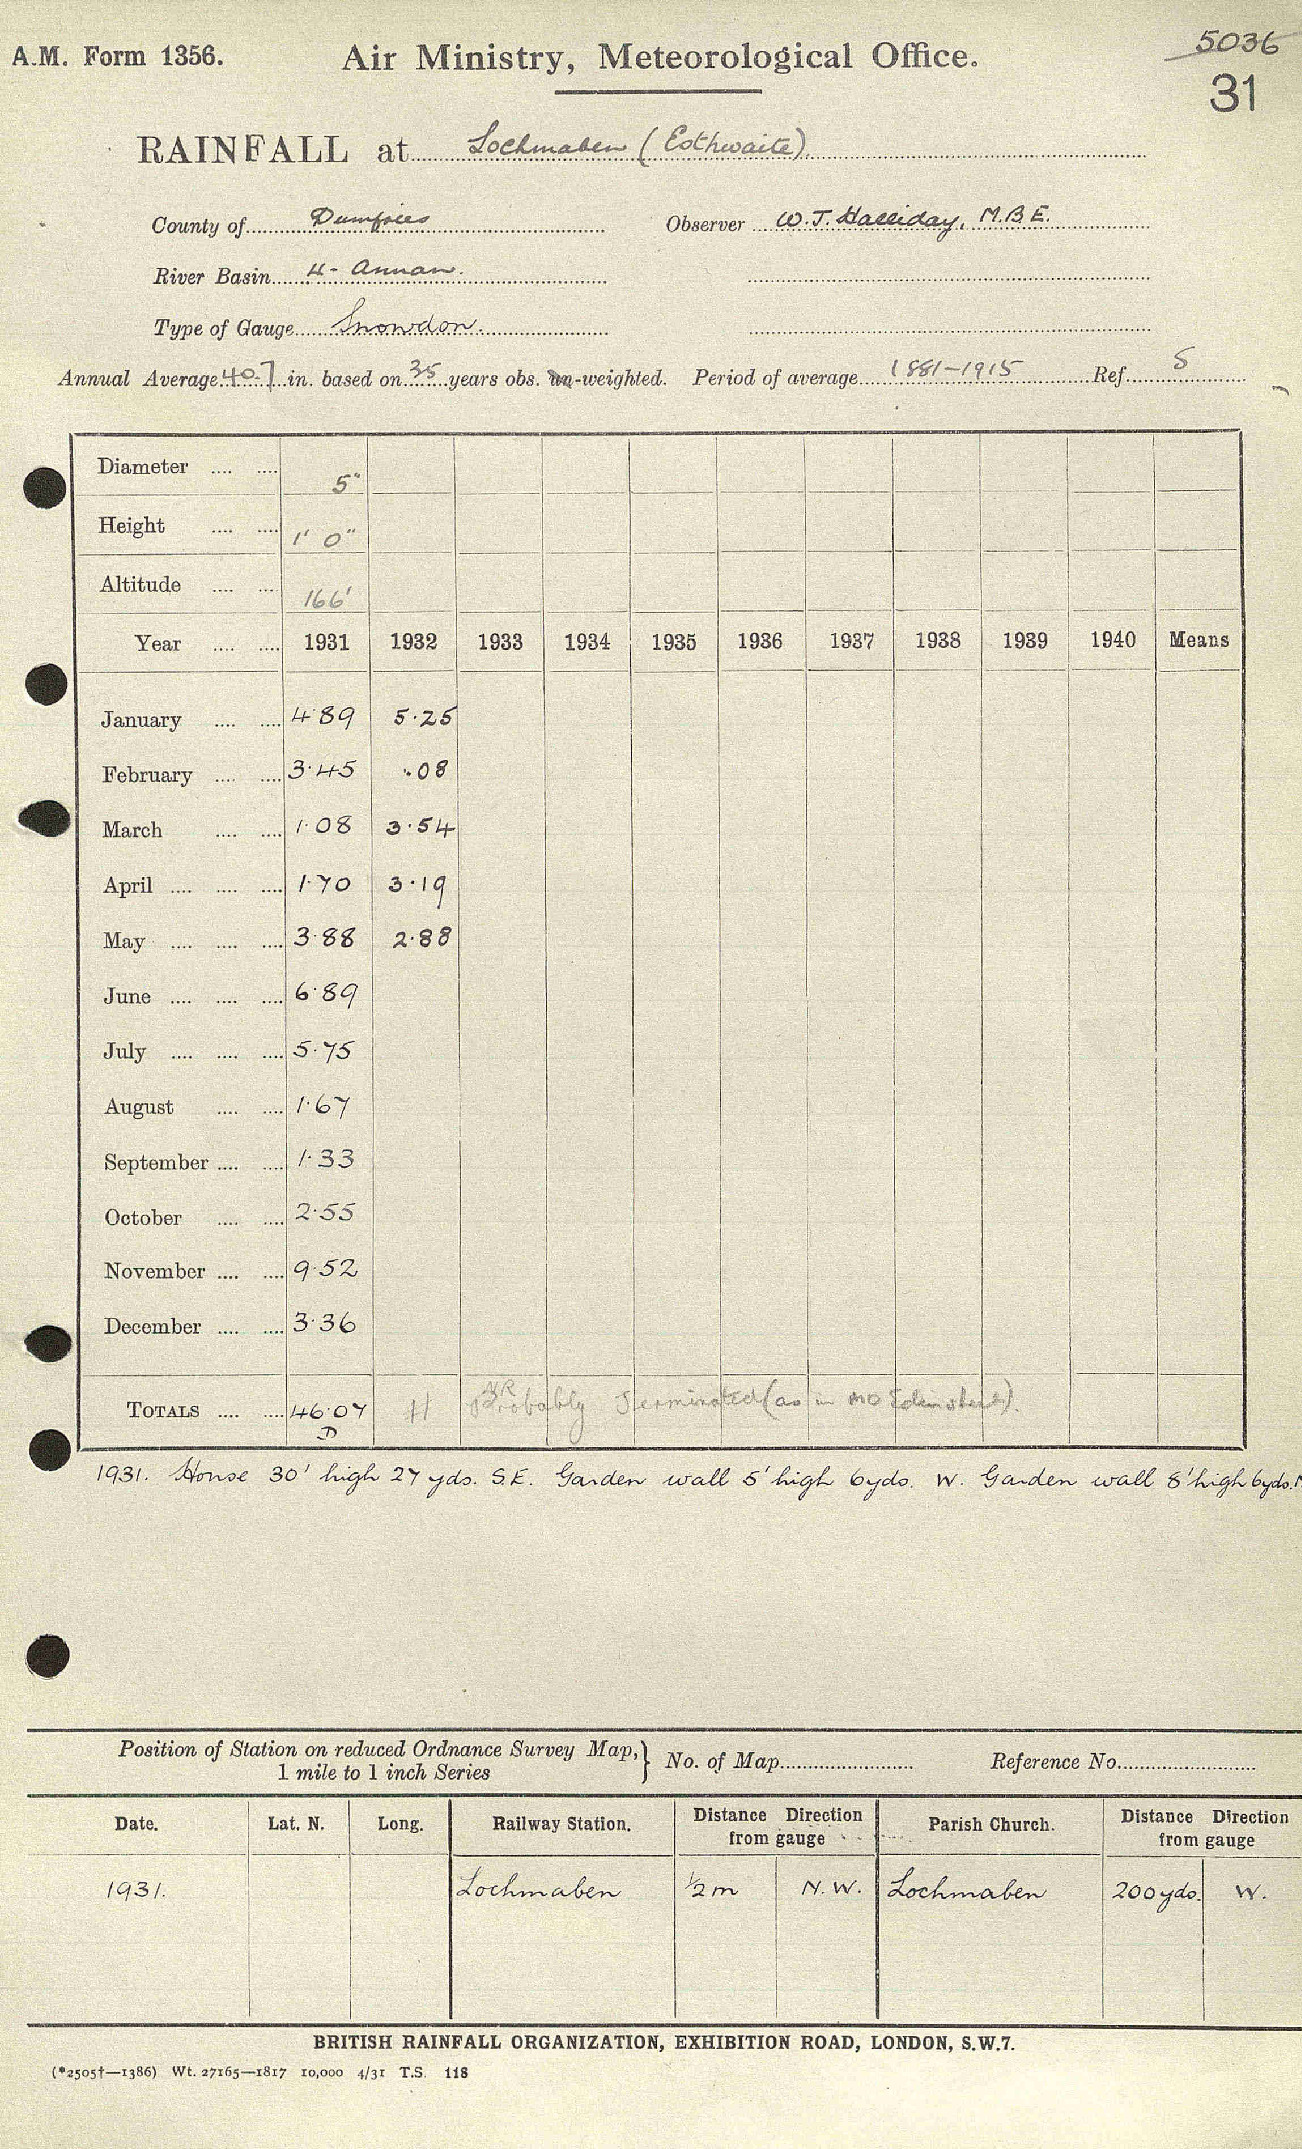 A.M. Form 1356. Air Ministry, Meteorological Office. 5036
31
RAINFALL at Lochmaben (Esthwaite)
County of Dumfries Observer W. J. Halliday, M.B.E.
River Basin 4- Annan.
Type of Gauge Snowdon.
Annual Average 40.7 in. based on 35 years obs. un-weighted. Period of average 1881-1915 Ref. S
Diameter .... .... 5"
Height .... .... 1' 0"
Altitude .... .... 166'
Year .... .... 1931 1932 1933 1934 1935 1936 1937 1938 1939 1940 Means
January .... .... 4·89 5·25
February .... .... 3·45 ·08
March .... .... 1·08 3·54
April .... .... .... 1·70 3·19
May .... .... .... 3·88 2·88
June .... .... .... 6·89
July .... .... .... 5·75
August .... .... 1·67
September .... .... 1·33
October .... .... 2·55
November .... .... 9·52
December .... .... 3·36
TOTALS .... .... 46·07 Probably Terminated (as in MO Edinburgh).
D
1931. House 30' high 27 yds. S.E. Garden wall 5' high 6yds. W. Garden wall 8' high 6yds. N
Position of Station on reduced Ordnance Survey Map,} No. of Map Reference No.
1 mile to 1 inch Series
Date. Lat. N. Long. Railway Station. Distance Direction from gauge Parish Church. Distance Direction from gauge
1931. Lochmaben ½m N.W. Lochmaben 200yds. W.
BRITISH RAINFALL ORGANIZATION, EXHIBITION ROAD, LONDON, S.W.7.
(*2505†—1386) Wt. 27165—1817 10,000 4/31 T.S. 118